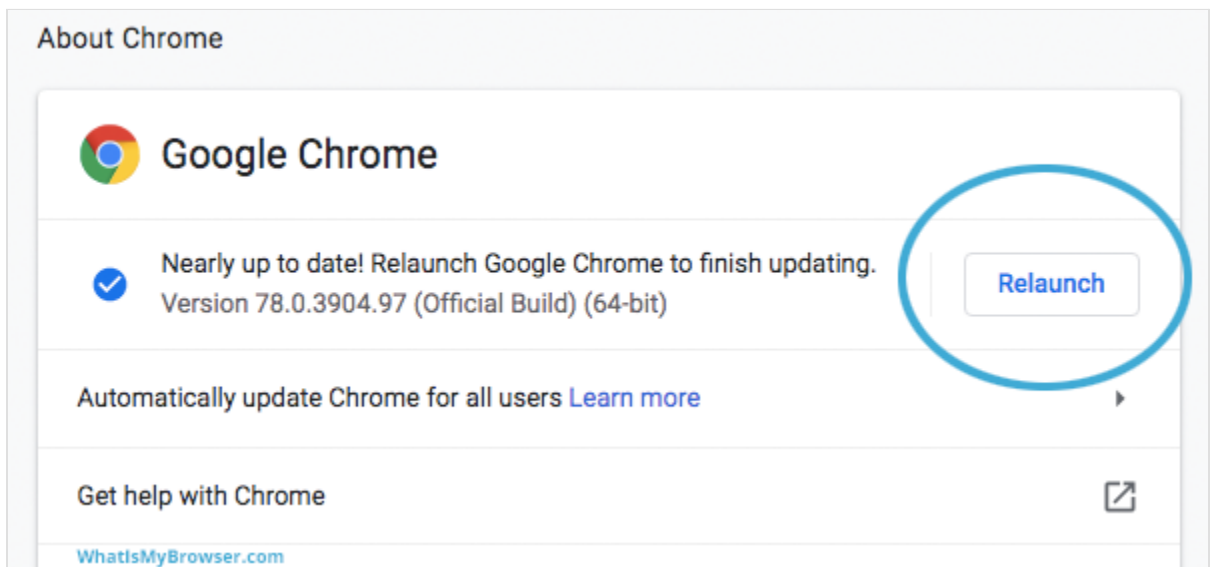 About Chrome
Google Chrome
Nearly up to date! Relaunch Google Chrome to finish updating.
Version 78.0.3904.97 (Official Build) (64-bit)
Relaunch
Automatically update Chrome for all users Learn more
Get help with Chrome
WhatIsMyBrowser.com